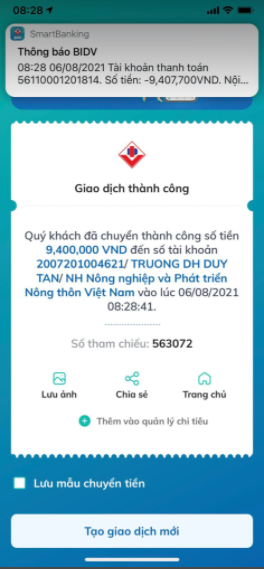 08:28
SmartBanking
Thông báo BIDV
08:28 06/08/2021 Tài khoản thanh toán
56110001201814. Số tiền: -9,407,700VND. Nội...
Giao dịch thành công
Quý khách đã chuyển thành công số tiền
9,400,000 VND đến số tài khoản
2007201004621/ TRUONG DH DUY
TAN/ NH Nông nghiệp và Phát triển
Nông thôn Việt Nam vào lúc 06/08/2021
08:28:41.
Số tham chiếu: 563072
Lưu ảnh Chia sẻ Trang chủ
Thêm vào quản lý chi tiêu
Lưu mẫu chuyển tiền
Tạo giao dịch mới